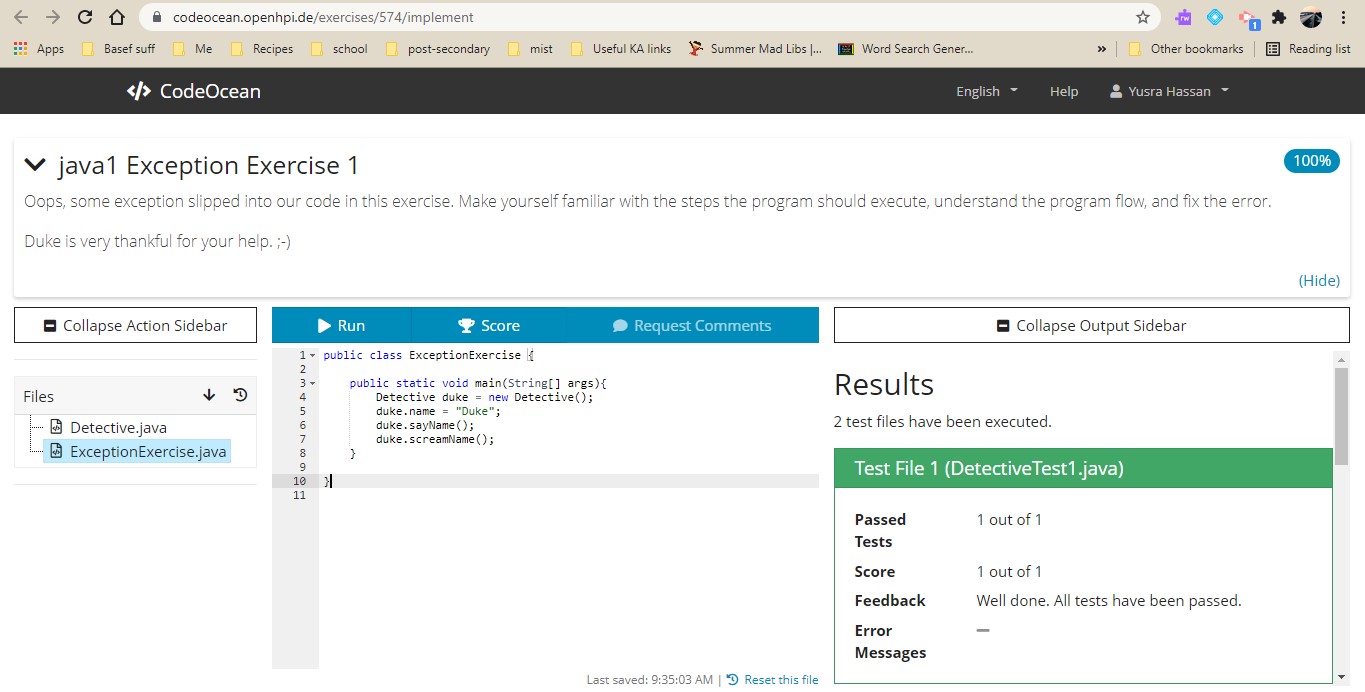 codeocean.openhpi.de/exercises/574/implement
rw
1
Apps Basef suff Me Recipes school post-secondary mist Useful KA links Summer Mad Libs |... Word Search Gener... » Other bookmarks Reading list
</> CodeOcean English Help Yusra Hassan
java1 Exception Exercise 1 100%
Oops, some exception slipped into our code in this exercise. Make yourself familiar with the steps the program should execute, understand the program flow, and fix the error.
Duke is very thankful for your help. ;-)
(Hide)
Collapse Action Sidebar Run Score Request Comments Collapse Output Sidebar
Files
Detective.java
ExceptionExercise.java
1 public class ExceptionExercise {
2
3 public static void main(String[] args){
4 Detective duke = new Detective();
5 duke.name = "Duke";
6 duke.sayName();
7 duke.screamName();
8 }
9
10 }
11
Last saved: 9:35:03 AM | Reset this file
Results
2 test files have been executed.
Test File 1 (DetectiveTest1.java)
Passed Tests 1 out of 1
Score 1 out of 1
Feedback Well done. All tests have been passed.
Error Messages —